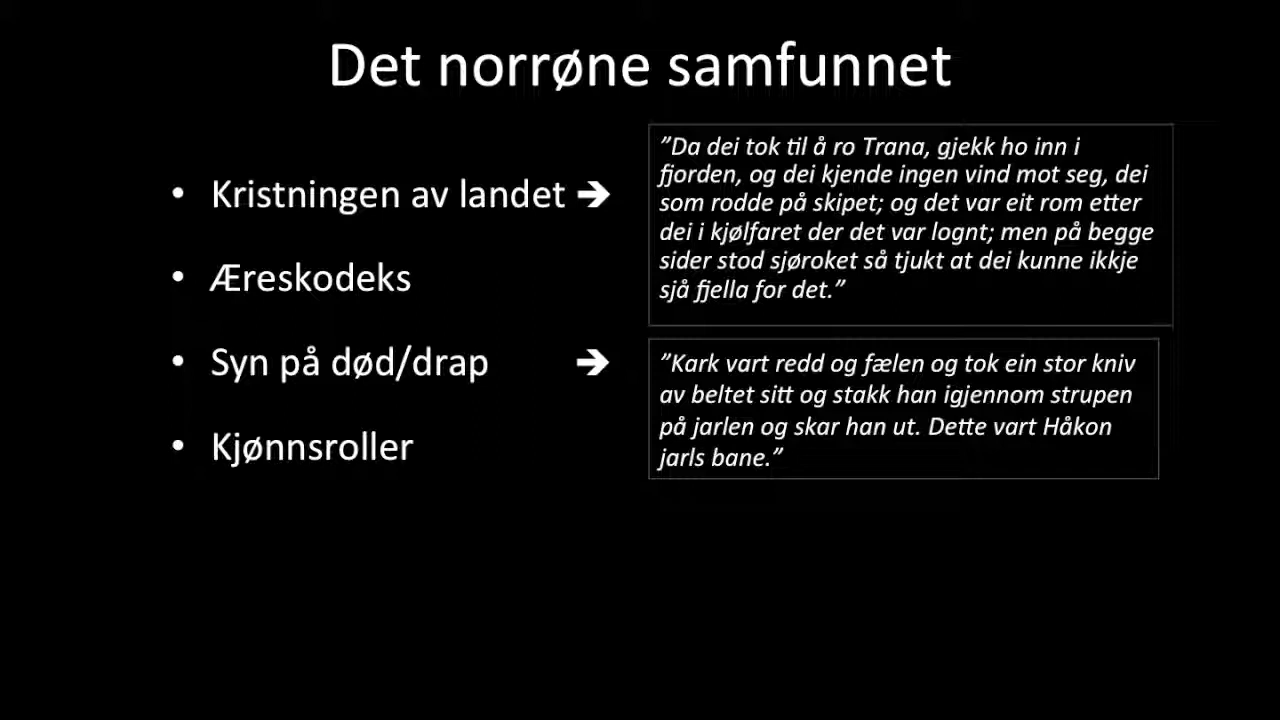 Det norrøne samfunnet
• Kristningen av landet ➔
• Æreskodeks
• Syn på død/drap ➔
• Kjønnsroller
”Da dei tok til å ro Trana, gjekk ho inn i
fjorden, og dei kjende ingen vind mot seg, dei
som rodde på skipet; og det var eit rom etter
dei i kjølfaret der det var lognt; men på begge
sider stod sjøroket så tjukt at dei kunne ikkje
sjå fjella for det.”
”Kark vart redd og fælen og tok ein stor kniv
av beltet sitt og stakk han igjennom strupen
på jarlen og skar han ut. Dette vart Håkon
jarls bane.”